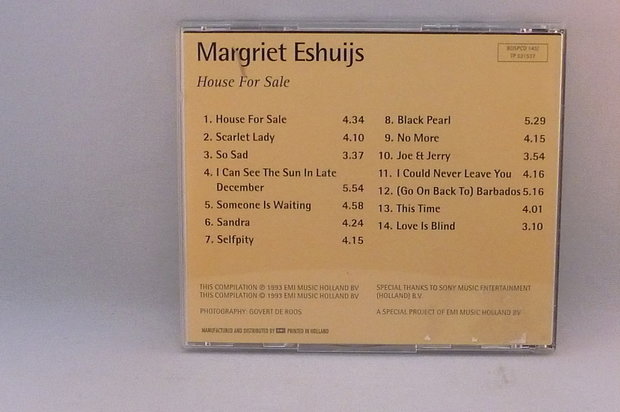 Margriet Eshuijs
House For Sale
1. House For Sale 4.34
2. Scarlet Lady 4.10
3. So Sad 3.37
4. I Can See The Sun In Late
December 5.54
5. Someone Is Waiting 4.58
6. Sandra 4.24
7. Selfpity 4.15
8. Black Pearl 5.29
9. No More 4.15
10. Joe & Jerry 3.54
11. I Could Never Leave You 4.16
12. (Go On Back To) Barbados 5.16
13. This Time 4.01
14. Love Is Blind 3.10
THIS COMPILATION ℗ 1993 EMI MUSIC HOLLAND BV
THIS COMPILATION © 1993 EMI MUSIC HOLLAND BV
PHOTOGRAPHY: GOVERT DE ROOS
MANUFACTURED AND DISTRIBUTED BY EMI PRINTED IN HOLLAND
SPECIAL THANKS TO SONY MUSIC ENTERTAINMENT
(HOLLAND) B.V.
A SPECIAL PROJECT OF EMI MUSIC HOLLAND BV